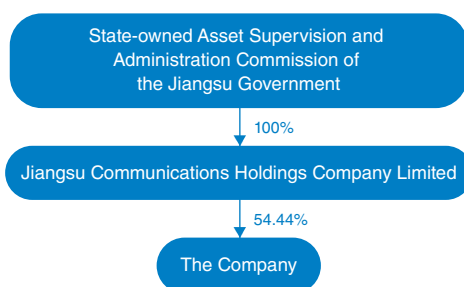 State-owned Asset Supervision and
Administration Commission of
the Jiangsu Government
100%
Jiangsu Communications Holdings Company Limited
54.44%
The Company